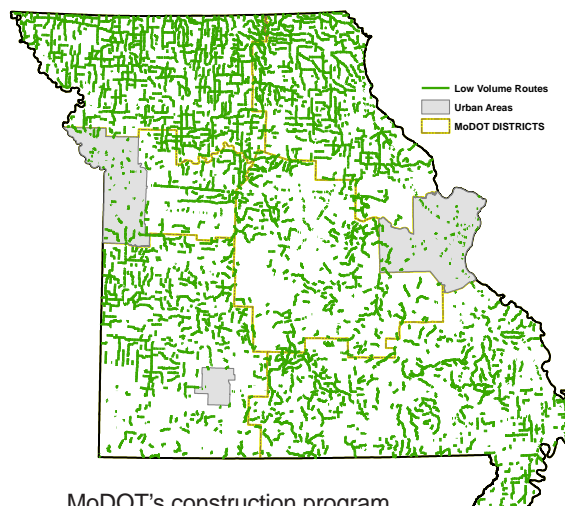 Low Volume Routes
Urban Areas
MoDOT DISTRICTS
MoDOT's construction program